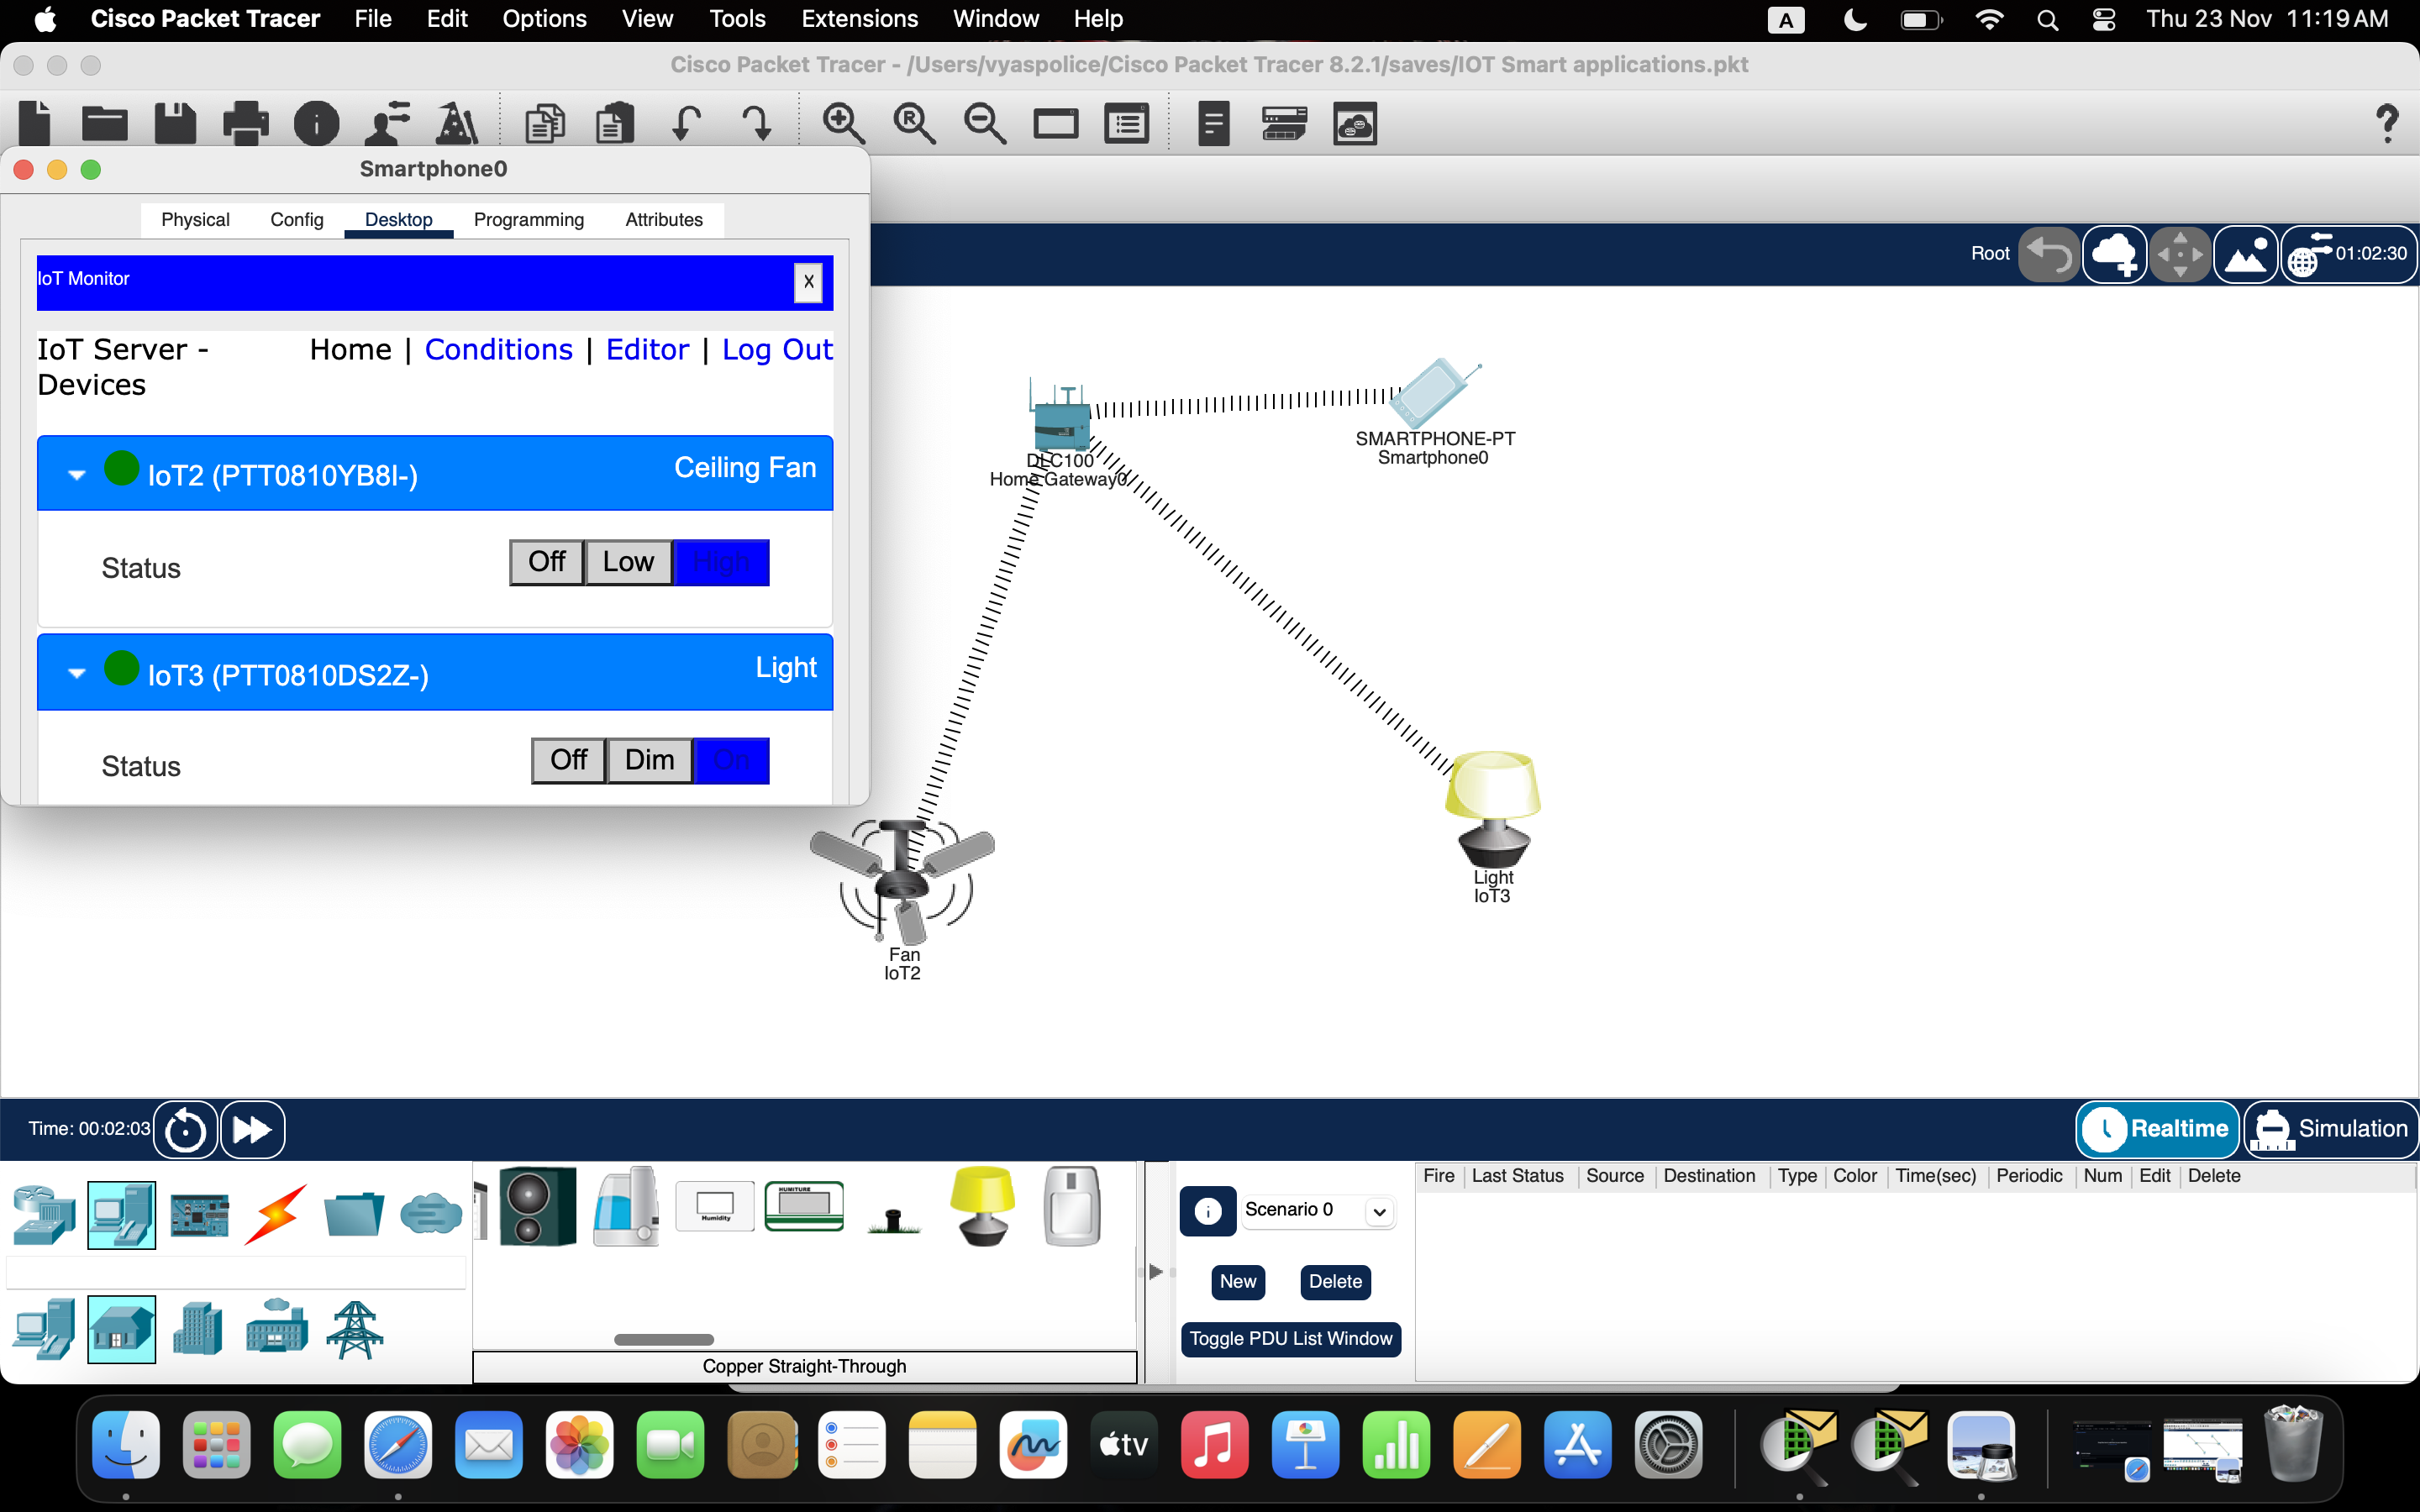 Cisco Packet Tracer File Edit Options View Tools Extensions Window Help A Thu 23 Nov 11:19 AM
Cisco Packet Tracer - /Users/vyaspolice/Cisco Packet Tracer 8.2.1/saves/IOT Smart applications.pkt
Smartphone0
Physical Config Desktop Programming Attributes
Root 01:02:30
IoT Monitor X
IoT Server - Devices
Home | Conditions | Editor | Log Out
IoT2 (PTT0810YB8I-) Ceiling Fan
Status Off Low High
IoT3 (PTT0810DS2Z-) Light
Status Off Dim On
DLC100
Home Gateway0
SMARTPHONE-PT
Smartphone0
Light
IoT3
Fan
IoT2
Time: 00:02:03 Realtime Simulation
Fire Last Status Source Destination Type Color Time(sec) Periodic Num Edit Delete
Humidity
HUMITURE
Scenario 0
New Delete
Toggle PDU List Window
Copper Straight-Through
tv